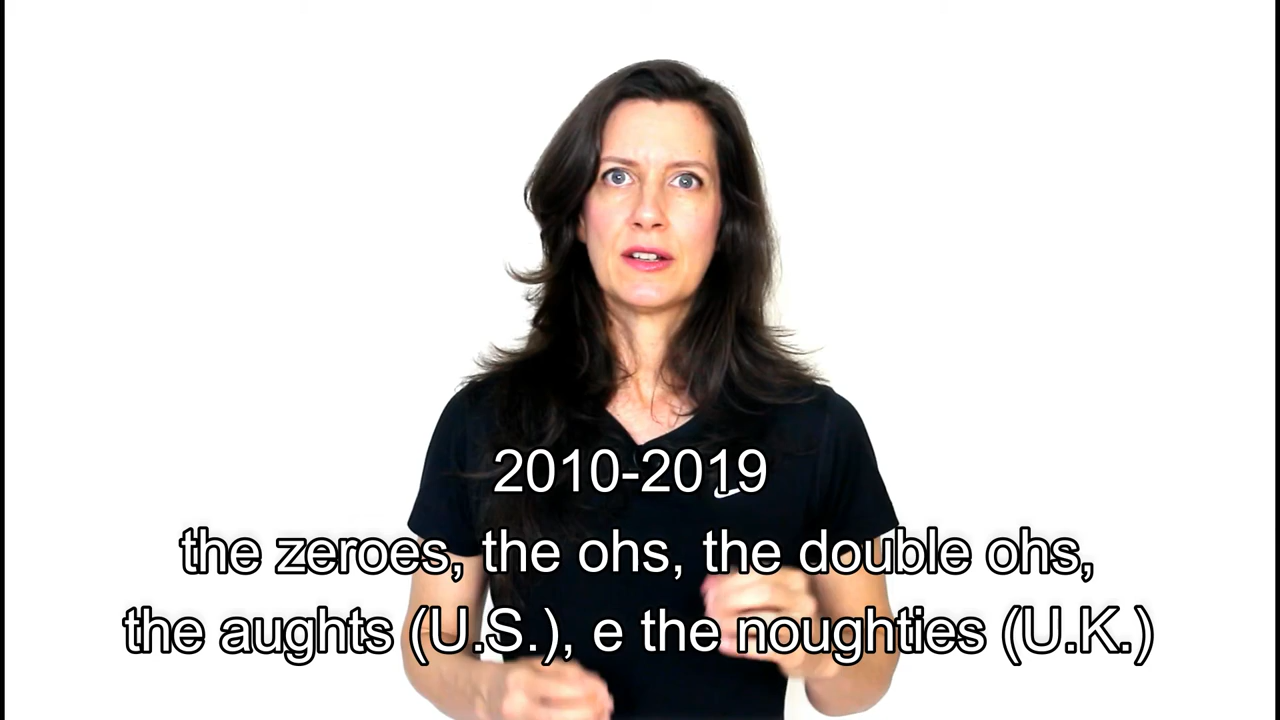 2010-2019
the zeroes, the ohs, the double ohs,
the aughts (U.S.), e the noughties (U.K.)